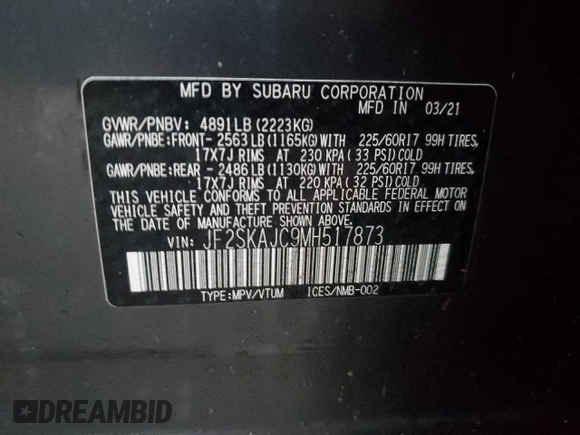 MFD BY SUBARU CORPORATION
MFD IN 03/21
GVWR/PNBV: 4891LB (2223KG)
GAWR/PNBE:FRONT- 2563LB(1165KG)WITH 225/60R17 99H TIRES,
17X7J RIMS AT 230 KPA (33 PSI)COLD
GAWR/PNBE:REAR - 2486LB(1130KG)WITH 225/60R17 99H TIRES,
17X7J RIMS AT 220 KPA (32 PSI)COLD
THIS VEHICLE CONFORMS TO ALL APPLICABLE FEDERAL MOTOR
VEHICLE SAFETY AND THEFT PREVENTION STANDARDS IN EFFECT ON
THE DATE OF MANUFACTURE SHOWN ABOVE.
VIN: JF2SKAJC9MH517873
TYPE:MPV/VTUM ICES/NMB-002
DREAMBID